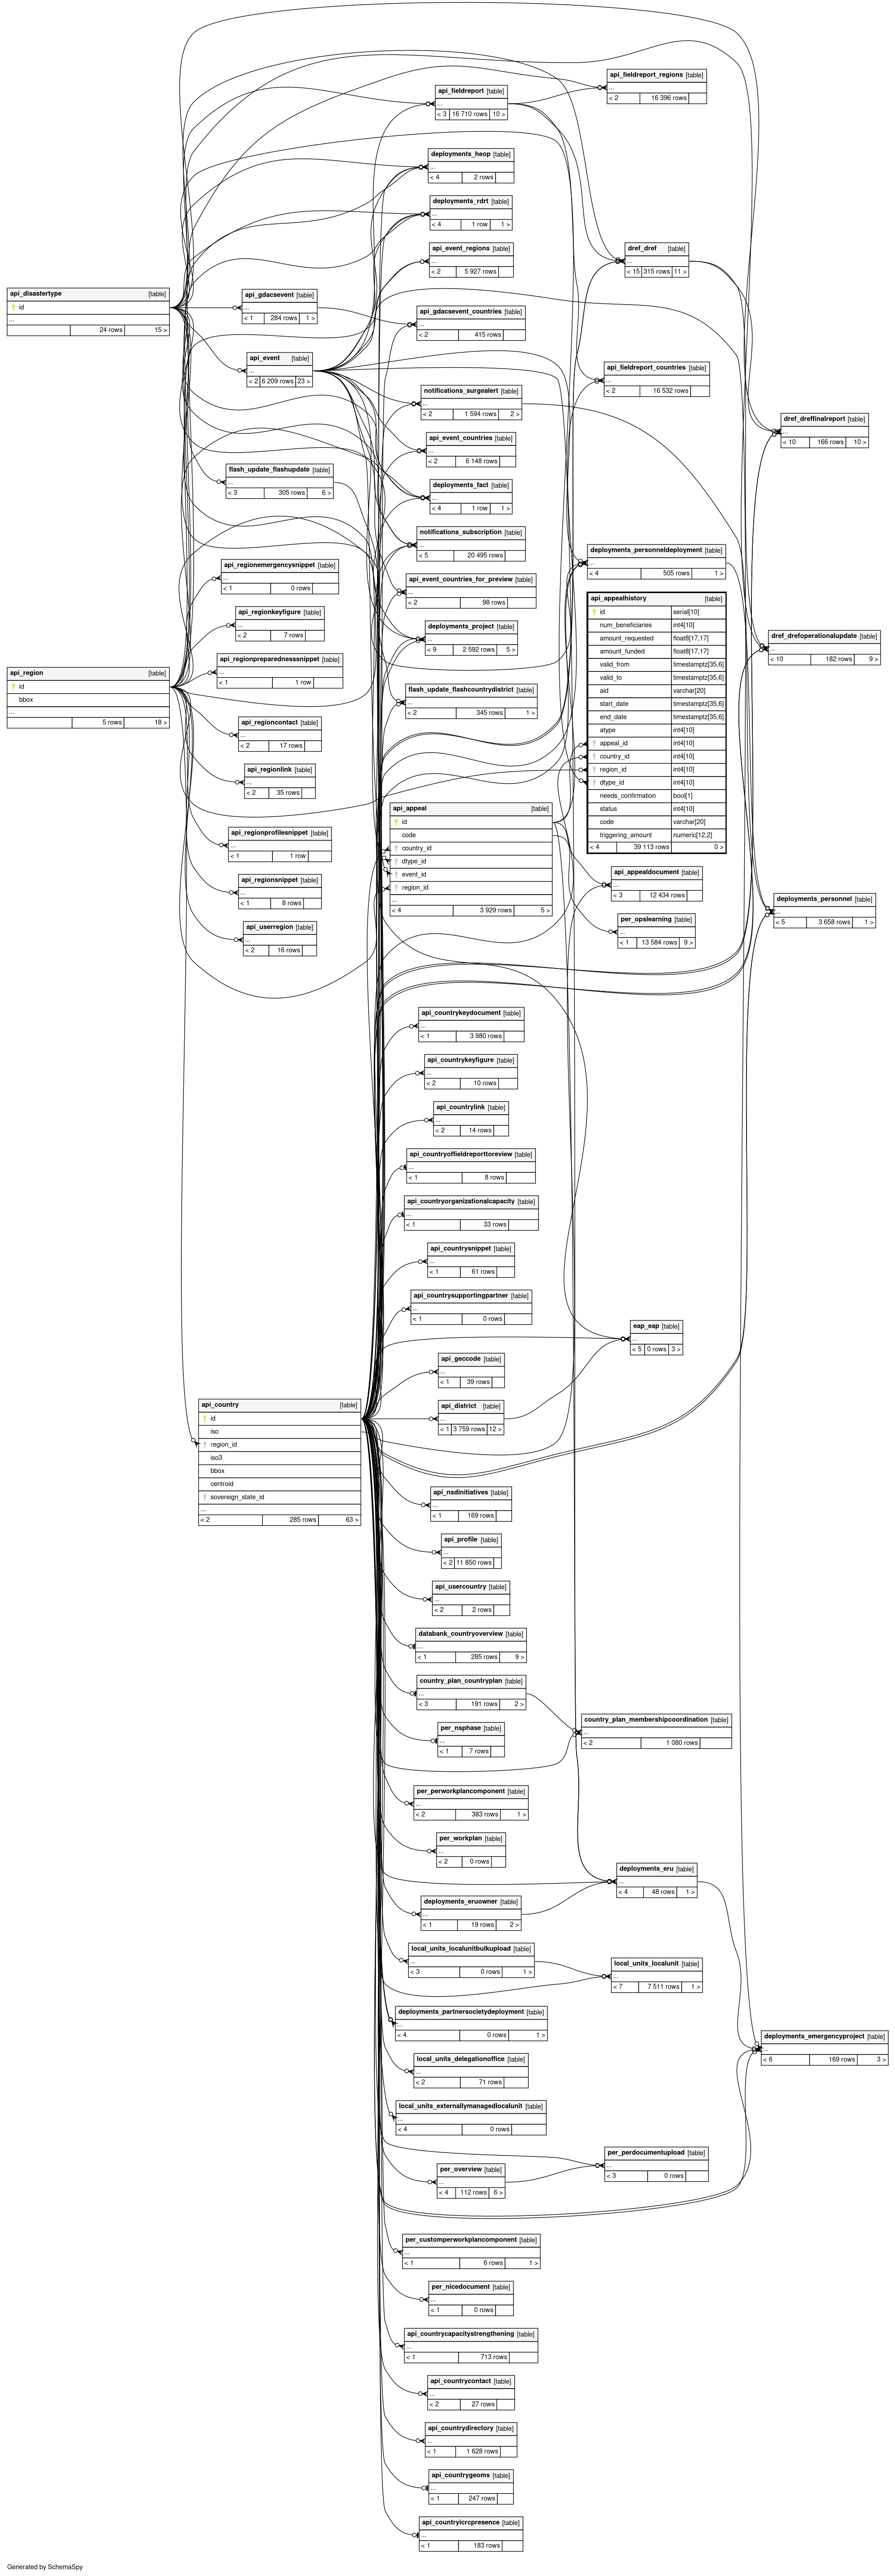 api_fieldreport_regions [table]
...
< 2 16 396 rows
api_fieldreport [table]
...
< 3 16 710 rows 10 >
deployments_heop [table]
...
< 4 2 rows
deployments_rdrt [table]
...
< 4 1 row 1 >
api_event_regions [table]
...
< 2 5 927 rows
dref_dref [table]
...
< 15 315 rows 11 >
api_disastertype [table]
id
...
24 rows 15 >
api_gdacsevent [table]
...
< 1 284 rows 1 >
api_gdacsevent_countries [table]
...
< 2 415 rows
api_event [table]
...
< 2 6 209 rows 23 >
api_fieldreport_countries [table]
...
< 2 16 532 rows
notifications_surgealert [table]
...
< 2 1 594 rows 2 >
dref_dreffinalreport [table]
...
< 10 166 rows 10 >
api_event_countries [table]
...
< 2 6 148 rows
flash_update_flashupdate [table]
...
< 3 305 rows 6 >
deployments_fact [table]
...
< 4 1 row 1 >
notifications_subscription [table]
...
< 5 20 495 rows
deployments_personneldeployment [table]
...
< 4 505 rows 1 >
api_regionemergencysnippet [table]
...
< 1 0 rows
api_event_countries_for_preview [table]
...
< 2 98 rows
api_appealhistory [table]
id serial[10]
num_beneficiaries int4[10]
amount_requested float8[17,17]
amount_funded float8[17,17]
valid_from timestamptz[35,6]
valid_to timestamptz[35,6]
aid varchar[20]
start_date timestamptz[35,6]
end_date timestamptz[35,6]
atype int4[10]
appeal_id int4[10]
country_id int4[10]
region_id int4[10]
dtype_id int4[10]
needs_confirmation bool[1]
status int4[10]
code varchar[20]
triggering_amount numeric[12,2]
< 4 39 113 rows 0 >
api_regionkeyfigure [table]
...
< 2 7 rows
deployments_project [table]
...
< 9 2 592 rows 5 >
dref_drefoperationalupdate [table]
...
< 10 182 rows 9 >
api_regionpreparednesssnippet [table]
...
< 1 1 row
api_region [table]
id
bbox
...
5 rows 18 >
flash_update_flashcountrydistrict [table]
...
< 2 345 rows 1 >
api_regioncontact [table]
...
< 2 17 rows
api_regionlink [table]
...
< 2 35 rows
api_appeal [table]
id
code
country_id
dtype_id
event_id
region_id
...
< 4 3 929 rows 5 >
api_regionprofilesnippet [table]
...
< 1 1 row
api_regionsnippet [table]
...
< 1 8 rows
api_appealdocument [table]
...
< 3 12 434 rows
deployments_personnel [table]
...
< 5 3 658 rows 1 >
api_userregion [table]
...
< 2 16 rows
per_opslearning [table]
...
< 1 13 584 rows 9 >
api_countrykeydocument [table]
...
< 1 3 980 rows
api_countrykeyfigure [table]
...
< 2 10 rows
api_countrylink [table]
...
< 2 14 rows
api_countryoffieldreporttoreview [table]
...
< 1 8 rows
api_countryorganizationalcapacity [table]
...
< 1 33 rows
api_countrysnippet [table]
...
< 1 61 rows
api_countrysupportingpartner [table]
...
< 1 0 rows
eap_eap [table]
...
< 5 0 rows 3 >
api_geccode [table]
...
< 1 39 rows
api_country [table]
id
iso
region_id
iso3
bbox
centroid
sovereign_state_id
...
< 2 285 rows 63 >
api_district [table]
...
< 1 3 759 rows 12 >
api_nsdinitiatives [table]
...
< 1 169 rows
api_profile [table]
...
< 2 11 850 rows
api_usercountry [table]
...
< 2 2 rows
databank_countryoverview [table]
...
< 1 285 rows 9 >
country_plan_countryplan [table]
...
< 3 191 rows 2 >
country_plan_membershipcoordination [table]
...
< 2 1 080 rows
per_nsphase [table]
...
< 1 7 rows
per_perworkplancomponent [table]
...
< 2 383 rows 1 >
per_workplan [table]
...
< 2 0 rows
deployments_eru [table]
...
< 4 48 rows 1 >
deployments_eruowner [table]
...
< 1 19 rows 2 >
local_units_localunitbulkupload [table]
...
< 3 0 rows 1 >
local_units_localunit [table]
...
< 7 7 511 rows 1 >
deployments_partnersocietydeployment [table]
...
< 4 0 rows 1 >
deployments_emergencyproject [table]
...
< 6 169 rows 3 >
local_units_delegationoffice [table]
...
< 2 71 rows
local_units_externallymanagedlocalunit [table]
...
< 4 0 rows
per_perdocumentupload [table]
...
< 3 0 rows
per_overview [table]
...
< 4 112 rows 6 >
per_customperworkplancomponent [table]
...
< 1 6 rows 1 >
per_nicedocument [table]
...
< 1 0 rows
api_countrycapacitystrengthening [table]
...
< 1 713 rows
api_countrycontact [table]
...
< 2 27 rows
api_countrydirectory [table]
...
< 1 1 628 rows
api_countrygeoms [table]
...
< 1 247 rows
api_countryicrcpresence [table]
...
< 1 183 rows
Generated by SchemaSpy